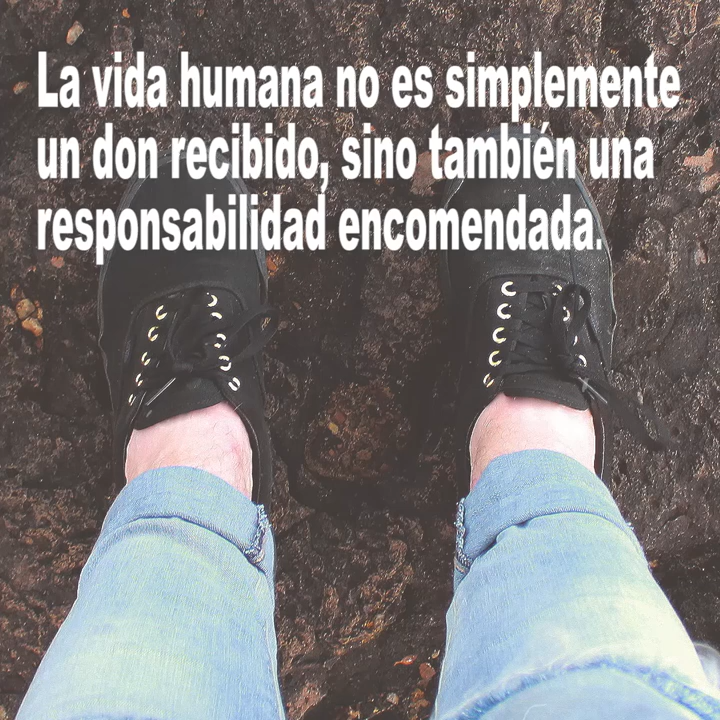 La vida humana no es simplemente
un don recibido, sino también una
responsabilidad encomendada.